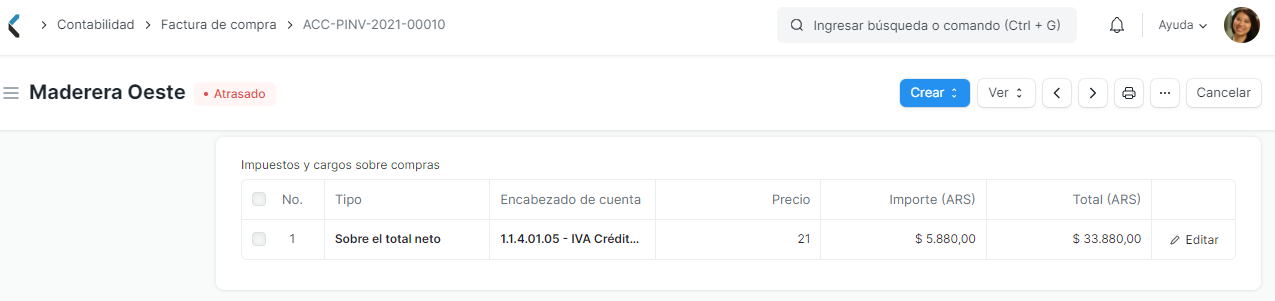 Contabilidad Factura de compra ACC-PINV-2021-00010 Ingresar búsqueda o comando (Ctrl + G) Ayuda
Maderera Oeste • Atrasado Crear Ver ... Cancelar
Impuestos y cargos sobre compras
No. Tipo Encabezado de cuenta Precio Importe (ARS) Total (ARS)
1 Sobre el total neto 1.1.4.01.05 - IVA Crédit... 21 $ 5.880,00 $ 33.880,00 Editar